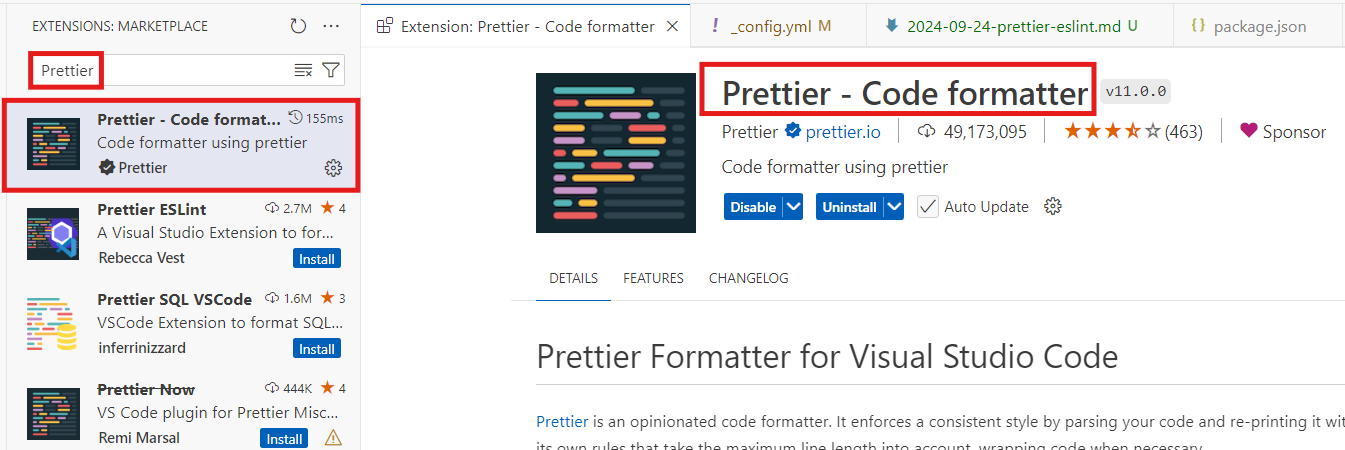 EXTENSIONS: MARKETPLACE
Prettier
Prettier - Code format... 155ms
Code formatter using prettier
Prettier
Prettier ESLint 2.7M ★ 4
A Visual Studio Extension to for...
Rebecca Vest Install
Prettier SQL VSCode 1.6M ★ 3
VSCode Extension to format SQL...
inferrinizzard Install
Prettier Now 444K ★ 4
VS Code plugin for Prettier Misc...
Remi Marsal Install
Extension: Prettier - Code formatter
! _config.yml M
2024-09-24-prettier-eslint.md U
{} package.json
Prettier - Code formatter v11.0.0
Prettier prettier.io | 49,173,095 | (463) | Sponsor
Code formatter using prettier
Disable Uninstall Auto Update
DETAILS FEATURES CHANGELOG
Prettier Formatter for Visual Studio Code
Prettier is an opinionated code formatter. It enforces a consistent style by parsing your code and re-printing it wit
its own rules that take the maximum line length into account, wrapping code when necessary.